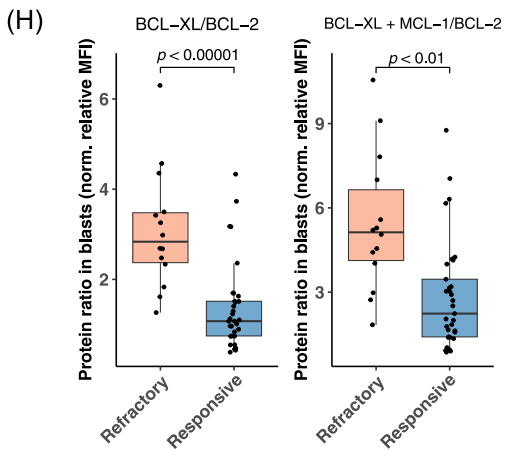 (H)
BCL−XL/BCL−2
Protein ratio in blasts (norm. relative MFI)
p < 0.00001
6
4
2
Refractory
Responsive
BCL−XL + MCL−1/BCL−2
Protein ratio in blasts (norm. relative MFI)
p < 0.01
9
6
3
Refractory
Responsive